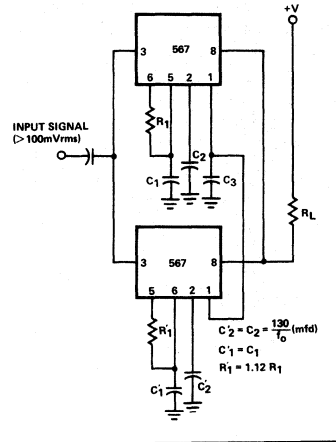 +V
3 567 8
6 5 2 1
R1
INPUT SIGNAL
(>100mVrms)
C2
C1
C3
RL
567
3 8
5 6 2 1
R'1
C'2 = C2 = 130/fo (mfd)
C'1 = C1
R'1 = 1.12 R1
C'1
C'2